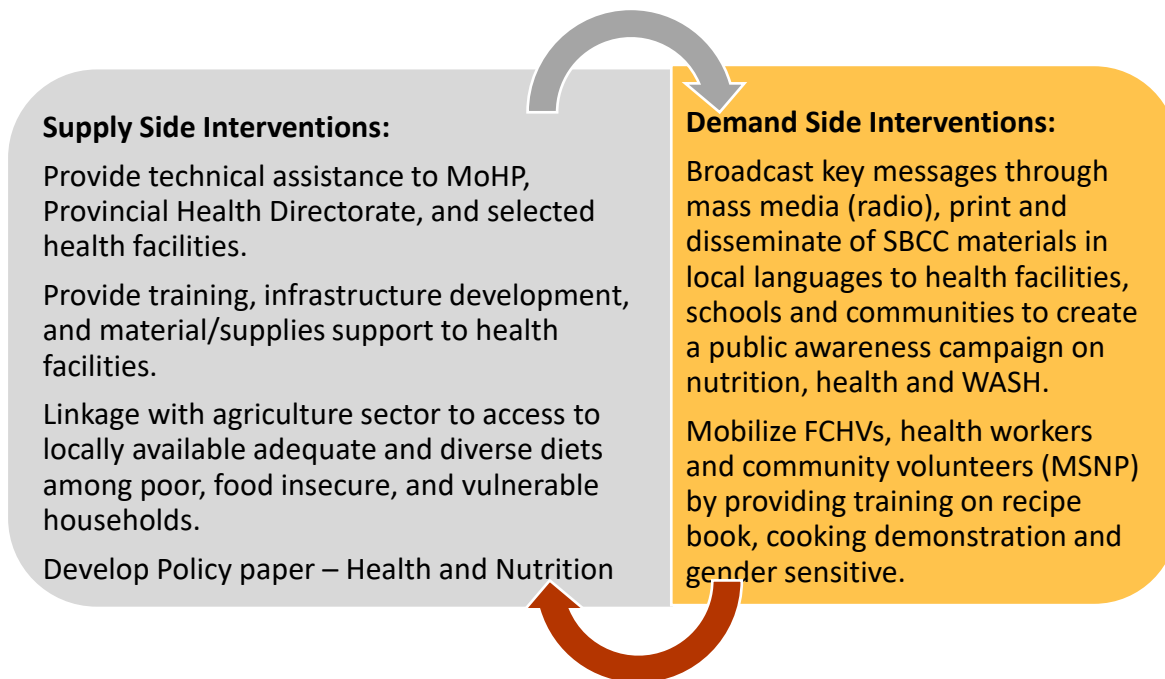 Supply Side Interventions:
Provide technical assistance to MoHP,
Provincial Health Directorate, and selected
health facilities.
Provide training, infrastructure development,
and material/supplies support to health
facilities.
Linkage with agriculture sector to access to
locally available adequate and diverse diets
among poor, food insecure, and vulnerable
households.
Develop Policy paper – Health and Nutrition
Demand Side Interventions:
Broadcast key messages through
mass media (radio), print and
disseminate of SBCC materials in
local languages to health facilities,
schools and communities to create
a public awareness campaign on
nutrition, health and WASH.
Mobilize FCHVs, health workers
and community volunteers (MSNP)
by providing training on recipe
book, cooking demonstration and
gender sensitive.